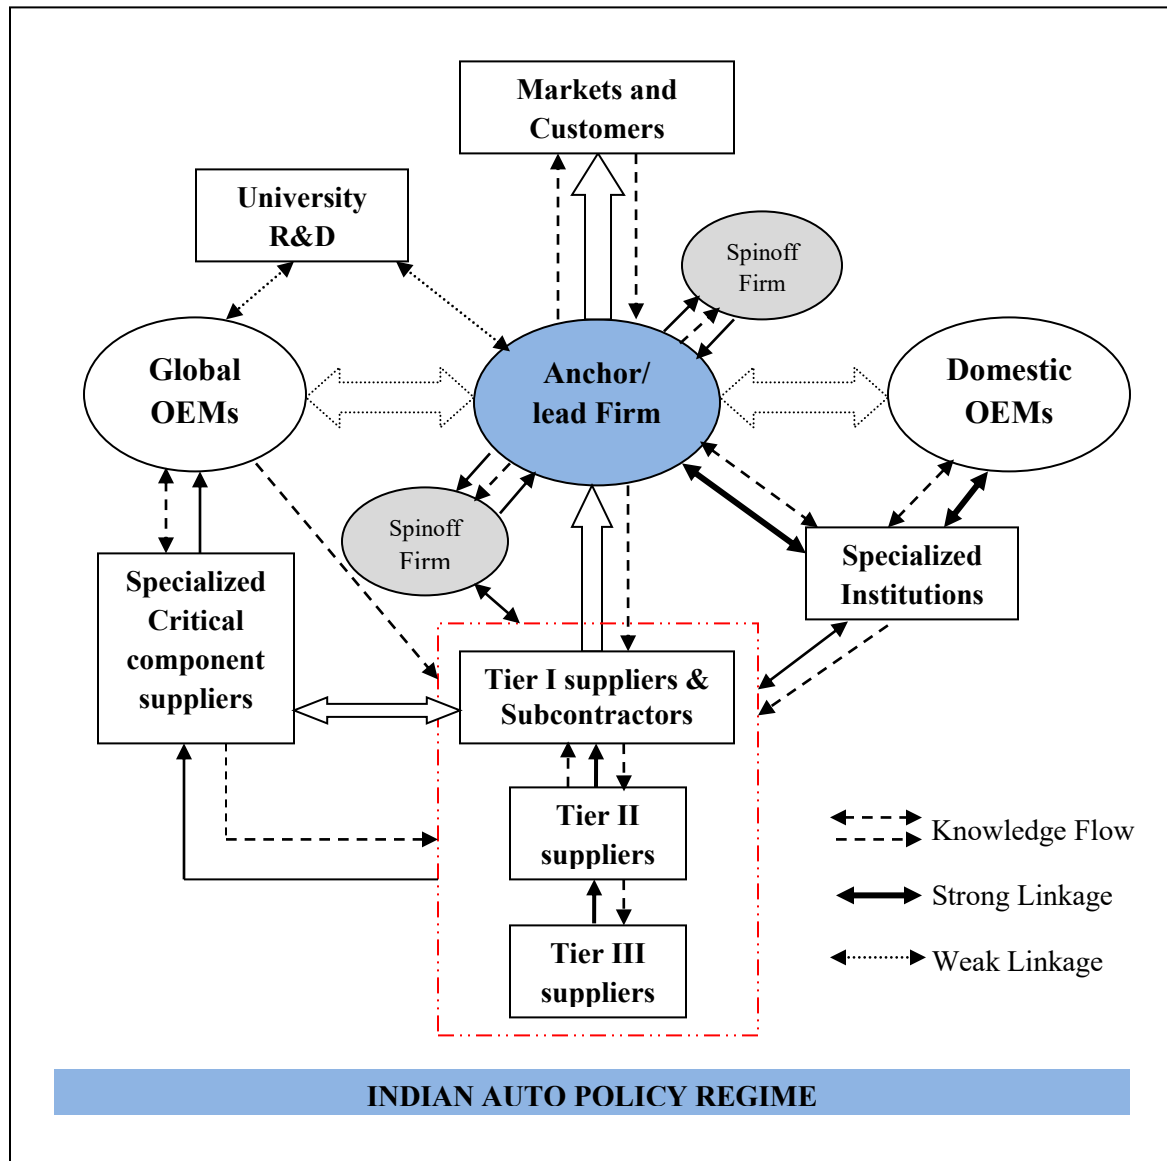 Markets and
Customers
University
R&D
Spinoff
Firm
Global
OEMs
Anchor/
lead Firm
Domestic
OEMs
Spinoff
Firm
Specialized
Institutions
Specialized
Critical
component
suppliers
Tier I suppliers &
Subcontractors
Tier II
suppliers
Tier III
suppliers
Knowledge Flow
Strong Linkage
Weak Linkage
INDIAN AUTO POLICY REGIME